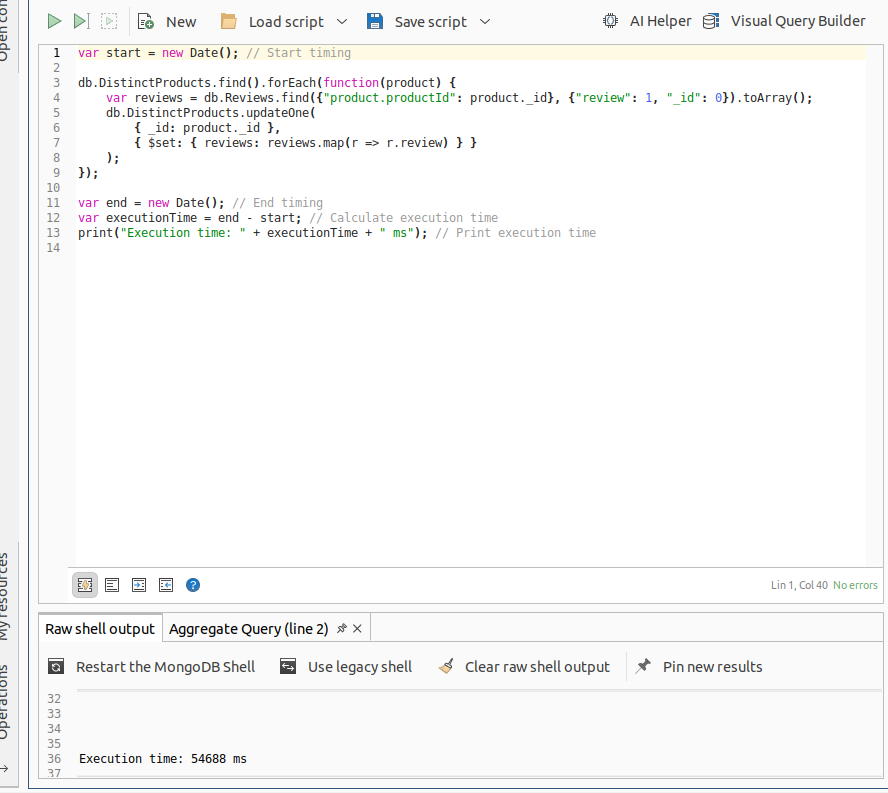 Open con
New
Load script
Save script
AI Helper
Visual Query Builder
1 var start = new Date(); // Start timing
2
3 db.DistinctProducts.find().forEach(function(product) {
4     var reviews = db.Reviews.find({"product.productId": product._id}, {"review": 1, "_id": 0}).toArray();
5     db.DistinctProducts.updateOne(
6         { _id: product._id },
7         { $set: { reviews: reviews.map(r => r.review) } }
8     );
9 });
10
11 var end = new Date(); // End timing
12 var executionTime = end - start; // Calculate execution time
13 print("Execution time: " + executionTime + " ms"); // Print execution time
14
My resources
Operations
Lin 1, Col 40 No errors
Raw shell output
Aggregate Query (line 2)
Restart the MongoDB Shell
Use legacy shell
Clear raw shell output
Pin new results
32
33
34
35
36 Execution time: 54688 ms
37